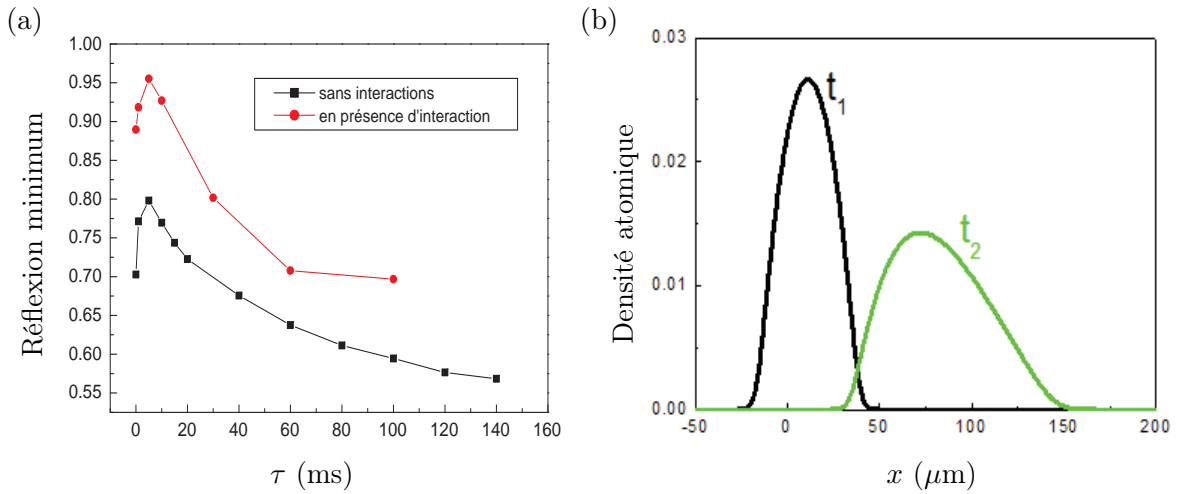 (a)
1.00
0.95
0.90
0.85
0.80
0.75
0.70
0.65
0.60
0.55
Réflexion minimum
sans interactions
en présence d'interaction
0 20 40 60 80 100 120 140 160
τ (ms)
(b)
0.03
0.02
0.01
0.00
Densité atomique
t₁
t₂
-50 0 50 100 150 200
x (μm)